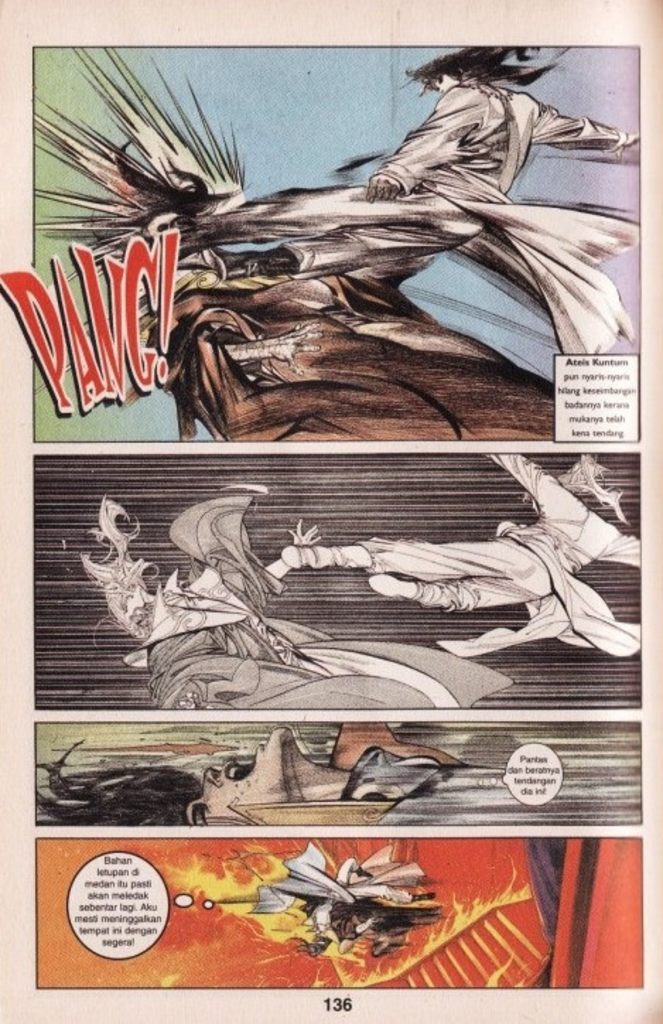 PANG!
Ateis Kuntum
pun nyaris-nyaris
hilang keseimbangan
badannya kerana
mukanya telah
kena tendang.
Pantas
dan beratnya
tendangan
dia ini!
Bahan
letupan di
medan itu pasti
akan meledak
sebentar lagi. Aku
mesti meninggalkan
tempat ini dengan
segera!
136